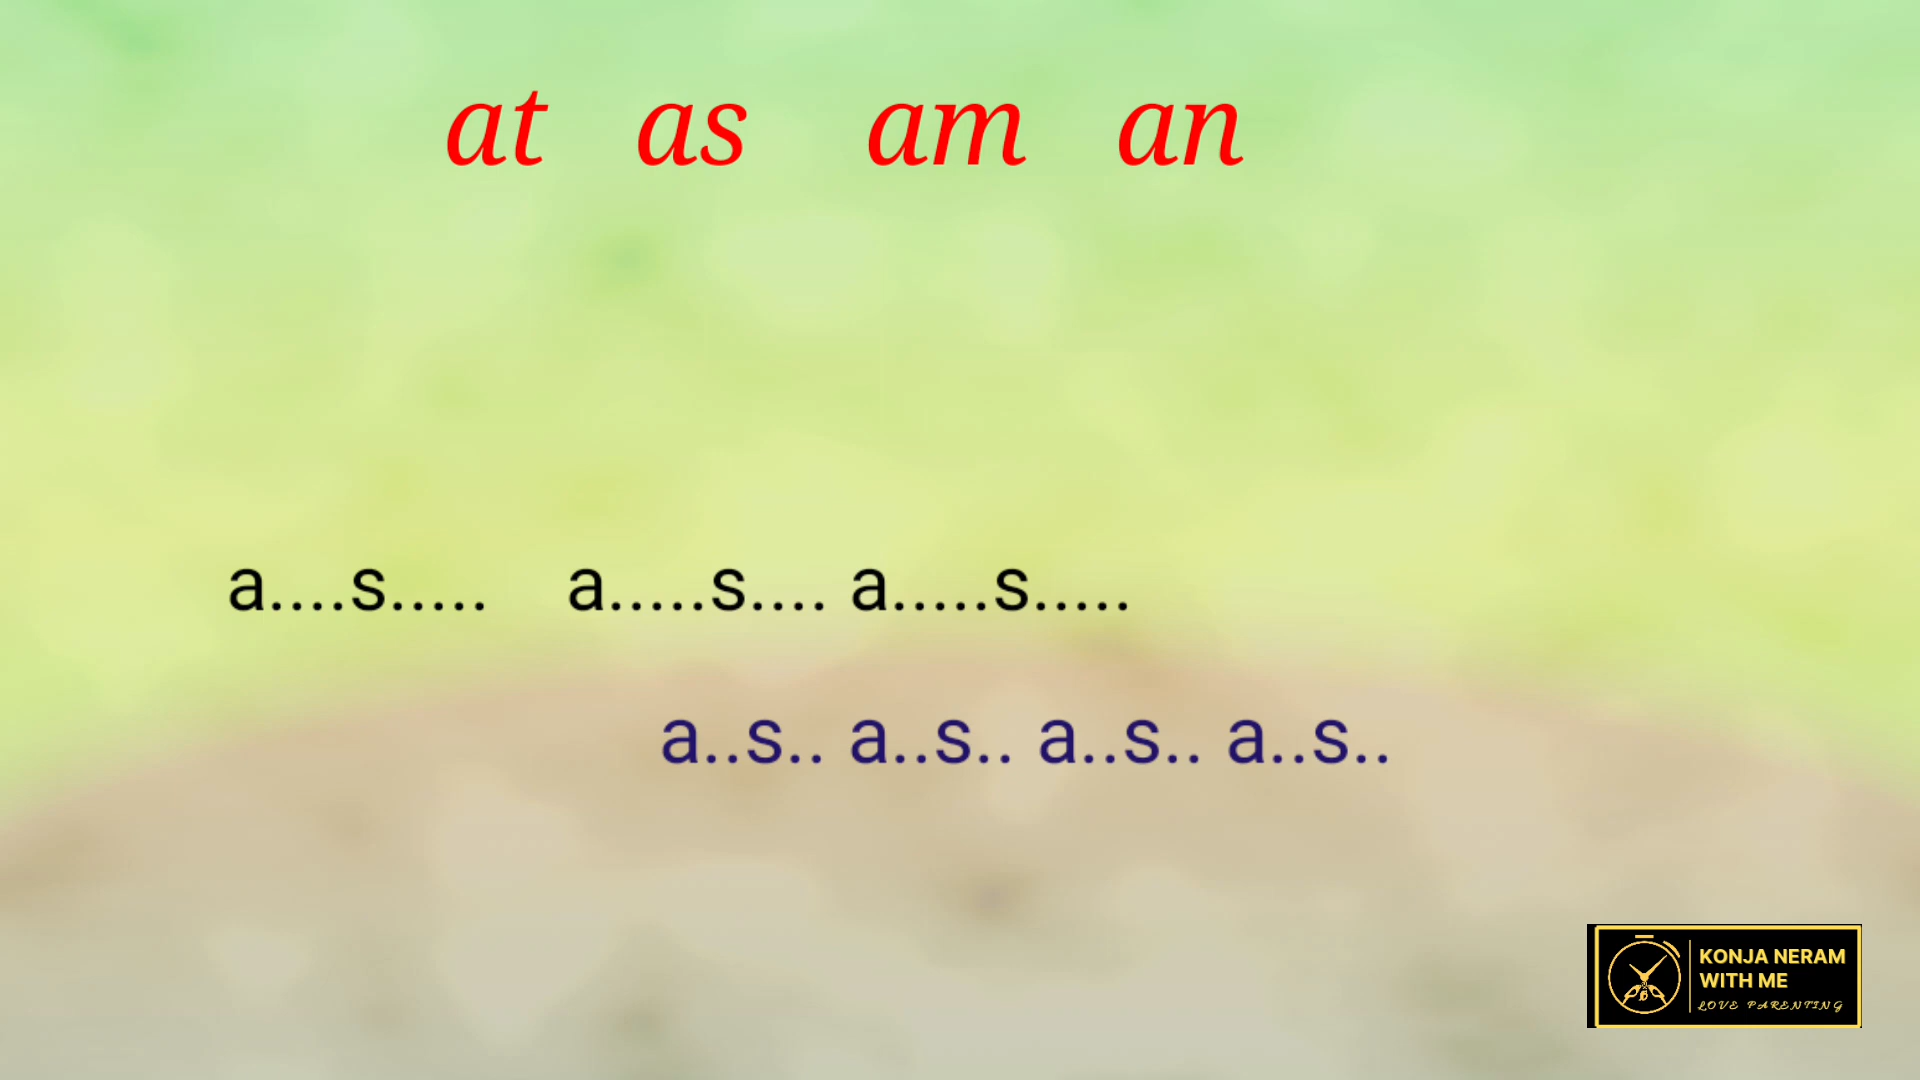 at as am an
a....s..... a.....s.... a.....s.....
a..s.. a..s.. a..s.. a..s..
KONJA NERAM
WITH ME
LOVE PARENTING